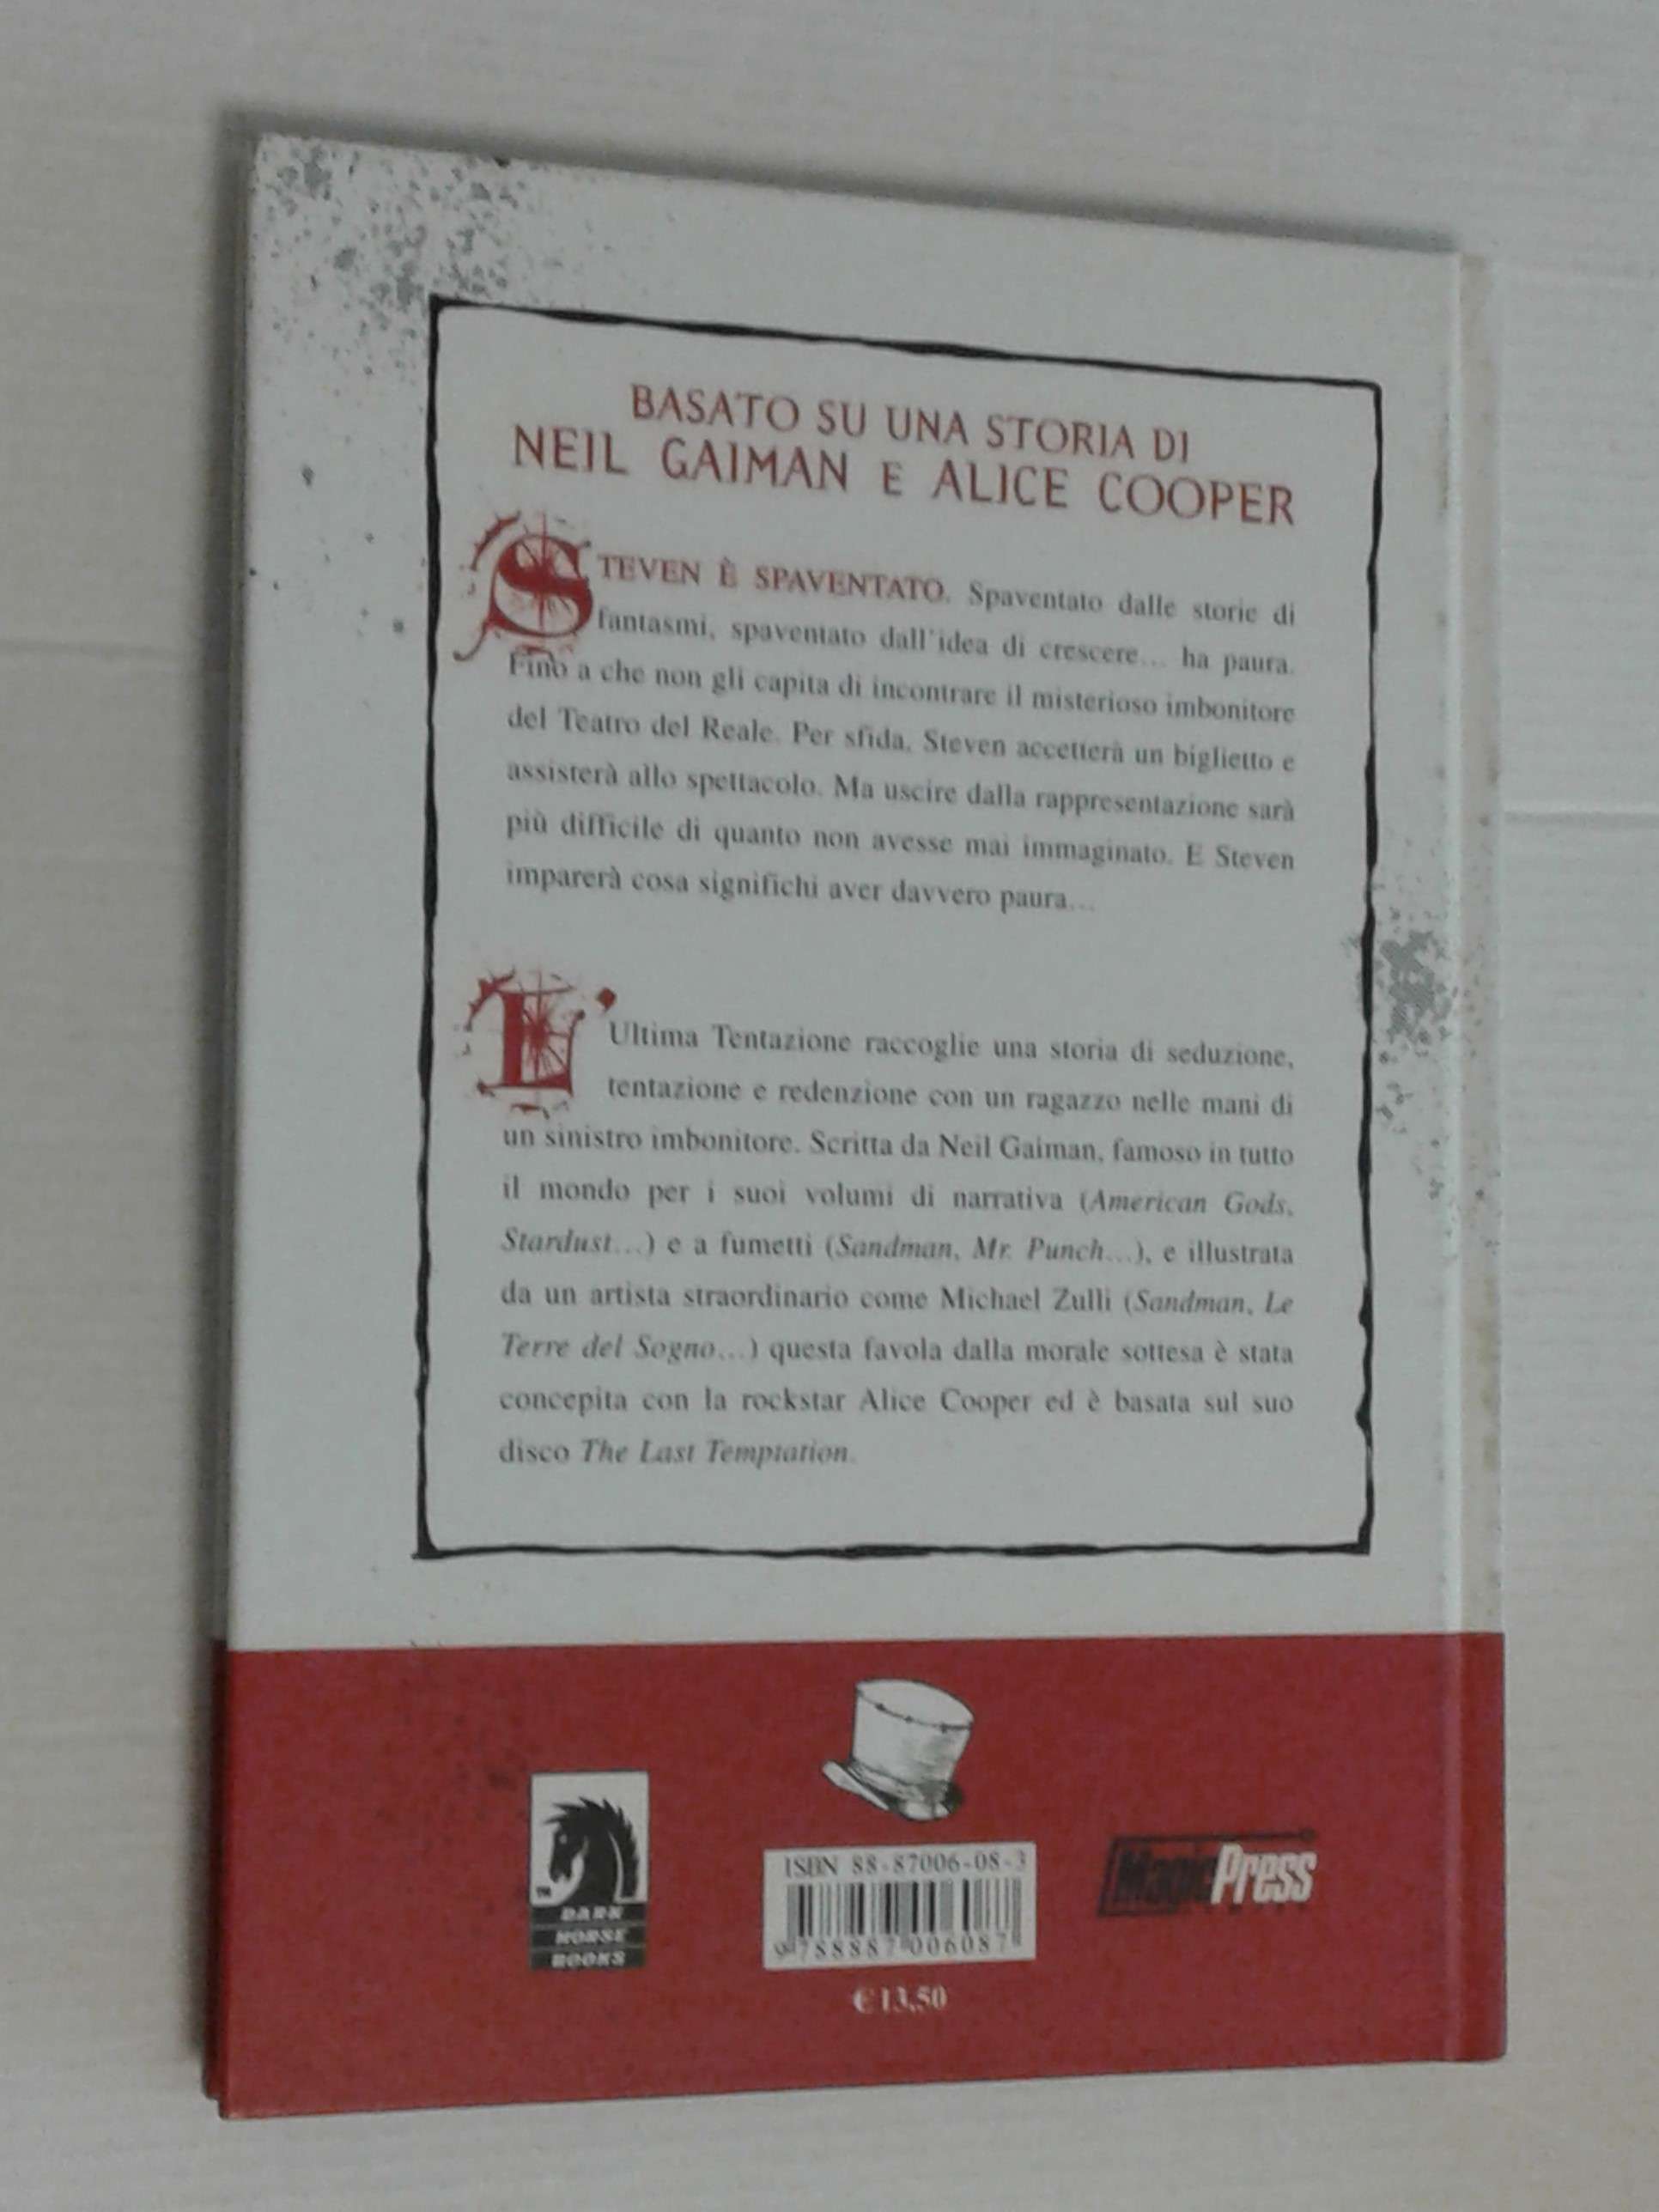 BASATO SU UNA STORIA DI
NEIL GAIMAN E ALICE COOPER
STEVEN È SPAVENTATO. Spaventato dalle storie di
fantasmi, spaventato dall'idea di crescere... ha paura.
Fino a che non gli capita di incontrare il misterioso imbonitore
del Teatro del Reale. Per sfida, Steven accetterà un biglietto e
assisterà allo spettacolo. Ma uscire dalla rappresentazione sarà
più difficile di quanto non avesse mai immaginato. E Steven
imparerà cosa significhi aver davvero paura...
L'Ultima Tentazione raccoglie una storia di seduzione,
tentazione e redenzione con un ragazzo nelle mani di
un sinistro imbonitore. Scritta da Neil Gaiman, famoso in tutto
il mondo per i suoi volumi di narrativa (American Gods,
Stardust...) e a fumetti (Sandman, Mr. Punch...), e illustrata
da un artista straordinario come Michael Zulli (Sandman, Le
Terre del Sogno...) questa favola dalla morale sottesa è stata
concepita con la rockstar Alice Cooper ed è basata sul suo
disco The Last Temptation.
TM
DARK
HORSE
BOOKS
ISBN 88-87006-08-3
9 788887 006087
€ 13,50
MagicPress